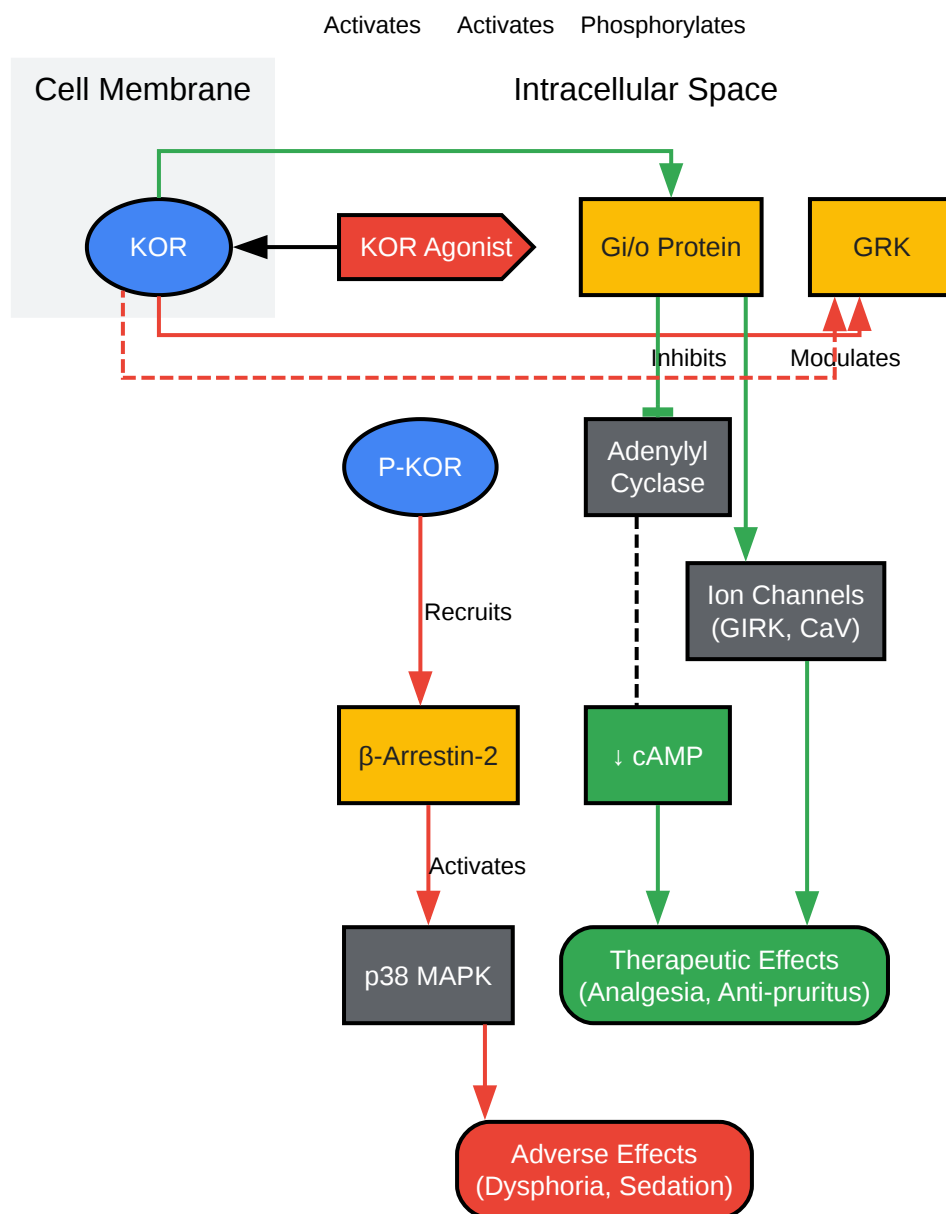 Activates
Activates
Phosphorylates
Cell Membrane
Intracellular Space
KOR
KOR Agonist
Gi/o Protein
GRK
Inhibits
Modulates
P-KOR
Adenylyl
Cyclase
Ion Channels
(GIRK, CaV)
Recruits
β-Arrestin-2
↓ cAMP
Activates
p38 MAPK
Therapeutic Effects
(Analgesia, Anti-pruritus)
Adverse Effects
(Dysphoria, Sedation)